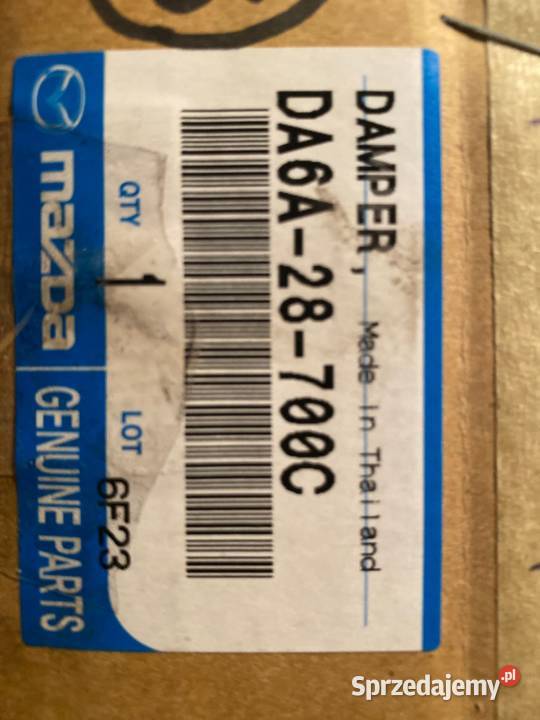 DAMPER, Made In Thailand
DA6A-28-700C
QTY 1 LOT 6F23
mazda GENUINE PARTS
Sprzedajemy.pl